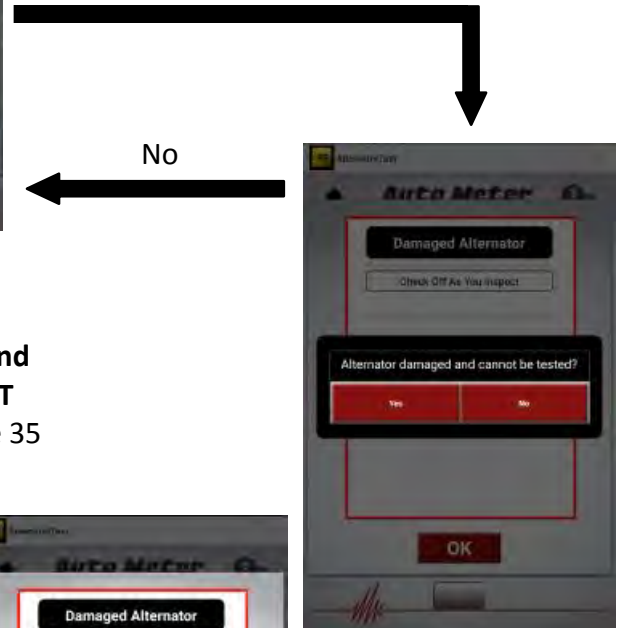 No
Auto Meter
Damaged Alternator
Check Off As You Inspect
Alternator damaged and cannot be tested?
Yes
No
OK
nd
T
35
Auto Meter
Damaged Alternator